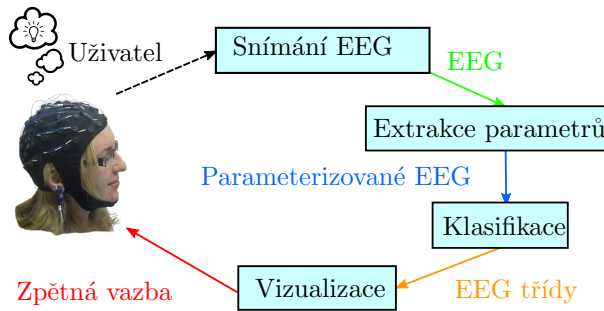 Uživatel
Snímání EEG
EEG
Extrakce parametrů
Parameterizované EEG
Klasifikace
EEG třídy
Vizualizace
Zpětná vazba